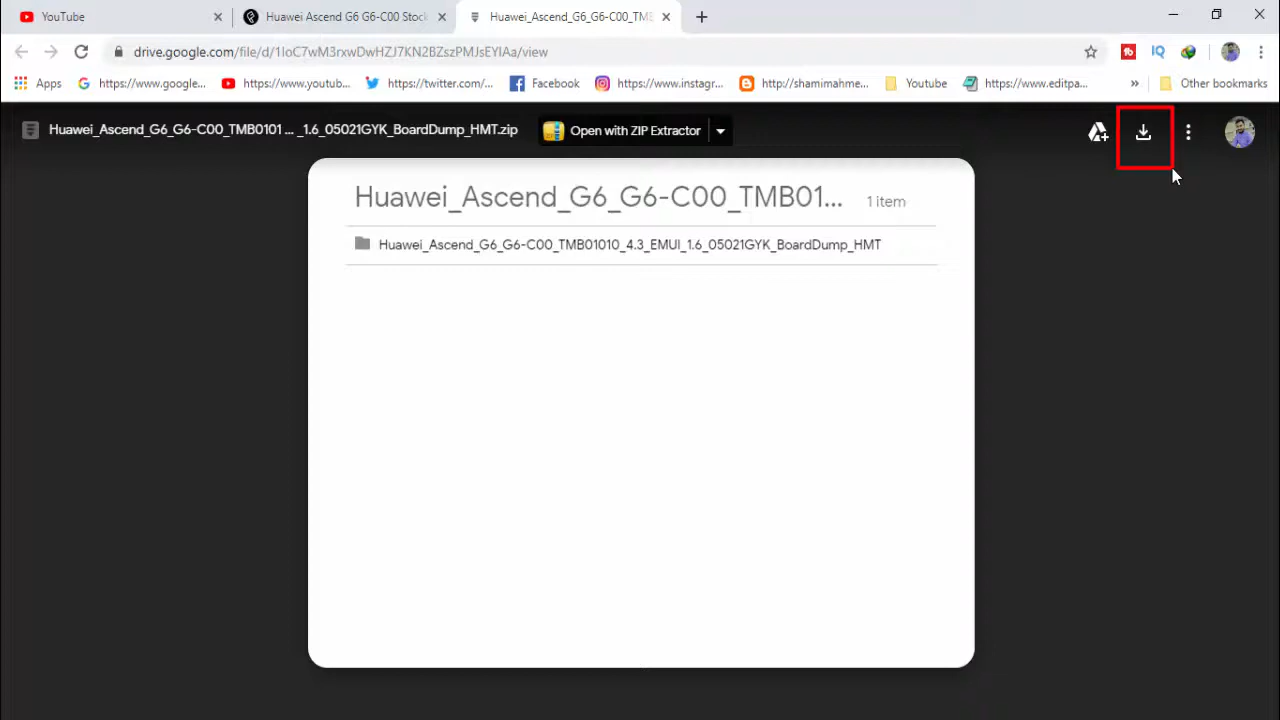 YouTube
Huawei Ascend G6 G6-C00 Stock
Huawei_Ascend_G6_G6-C00_TMB
drive.google.com/file/d/1IoC7wM3rxwDwHZJ7KN2BZszPMJsEYIAa/view
Apps
https://www.google...
https://www.youtub...
https://twitter.com/...
Facebook
https://www.instagr...
http://shamimahme...
Youtube
https://www.editpa...
»
Other bookmarks
Huawei_Ascend_G6_G6-C00_TMB0101 ... _1.6_05021GYK_BoardDump_HMT.zip
Open with ZIP Extractor
Huawei_Ascend_G6_G6-C00_TMB01...
1 item
Huawei_Ascend_G6_G6-C00_TMB01010_4.3_EMUI_1.6_05021GYK_BoardDump_HMT